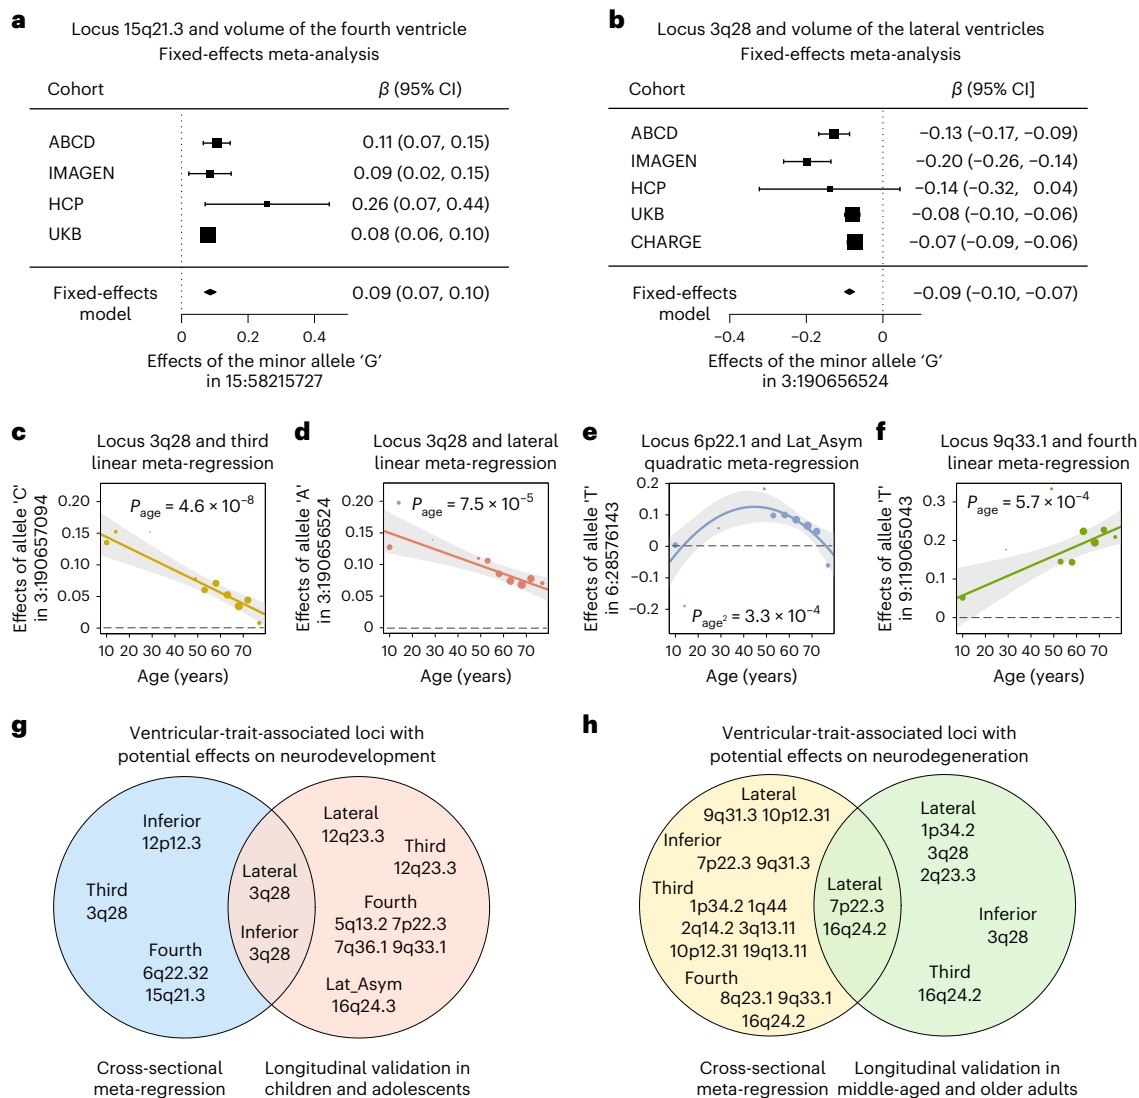 a
Locus 15q21.3 and volume of the fourth ventricle
Fixed-effects meta-analysis
Cohort β (95% CI)
ABCD 0.11 (0.07, 0.15)
IMAGEN 0.09 (0.02, 0.15)
HCP 0.26 (0.07, 0.44)
UKB 0.08 (0.06, 0.10)
Fixed-effects
model
0.09 (0.07, 0.10)
0 0.2 0.4
Effects of the minor allele ‘G’
in 15:58215727
b
Locus 3q28 and volume of the lateral ventricles
Fixed-effects meta-analysis
Cohort β (95% CI]
ABCD −0.13 (−0.17, −0.09)
IMAGEN −0.20 (−0.26, −0.14)
HCP −0.14 (−0.32, 0.04)
UKB −0.08 (−0.10, −0.06)
CHARGE −0.07 (−0.09, −0.06)
Fixed-effects
model
−0.09 (−0.10, −0.07)
−0.4 −0.2 0
Effects of the minor allele ‘G’
in 3:190656524
c
Locus 3q28 and third
linear meta-regression
Effects of allele 'C'
in 3:190657094
Page = 4.6 × 10−8
0.20
0.15
0.10
0.05
0
10 20 30 40 50 60 70
Age (years)
d
Locus 3q28 and lateral
linear meta-regression
Effects of allele 'A'
in 3:190656524
Page = 7.5 × 10−5
0.20
0.15
0.10
0.05
0
10 20 30 40 50 60 70
Age (years)
e
Locus 6p22.1 and Lat_Asym
quadratic meta-regression
Effects of allele 'T'
in 6:28576143
0.2
0.1
0
−0.1
−0.2
Page2 = 3.3 × 10−4
10 20 30 40 50 60 70
Age (years)
f
Locus 9q33.1 and fourth
linear meta-regression
Effects of allele 'T'
in 9:119065043
Page = 5.7 × 10−4
0.3
0.2
0.1
0
10 20 30 40 50 60 70
Age (years)
g
Ventricular-trait-associated loci with
potential effects on neurodevelopment
Inferior
12p12.3
Third
3q28
Fourth
6q22.32
15q21.3
Lateral
3q28
Inferior
3q28
Lateral
12q23.3
Third
12q23.3
Fourth
5q13.2 7p22.3
7q36.1 9q33.1
Lat_Asym
16q24.3
Cross-sectional
meta-regression
Longitudinal validation in
children and adolescents
h
Ventricular-trait-associated loci with
potential effects on neurodegeneration
Lateral
9q31.3 10p12.31
Inferior
7p22.3 9q31.3
Third
1p34.2 1q44
2q14.2 3q13.11
10p12.31 19q13.11
Fourth
8q23.1 9q33.1
16q24.2
Lateral
7p22.3
16q24.2
Lateral
1p34.2
3q28
2q23.3
Inferior
3q28
Third
16q24.2
Cross-sectional
meta-regression
Longitudinal validation in
middle-aged and older adults